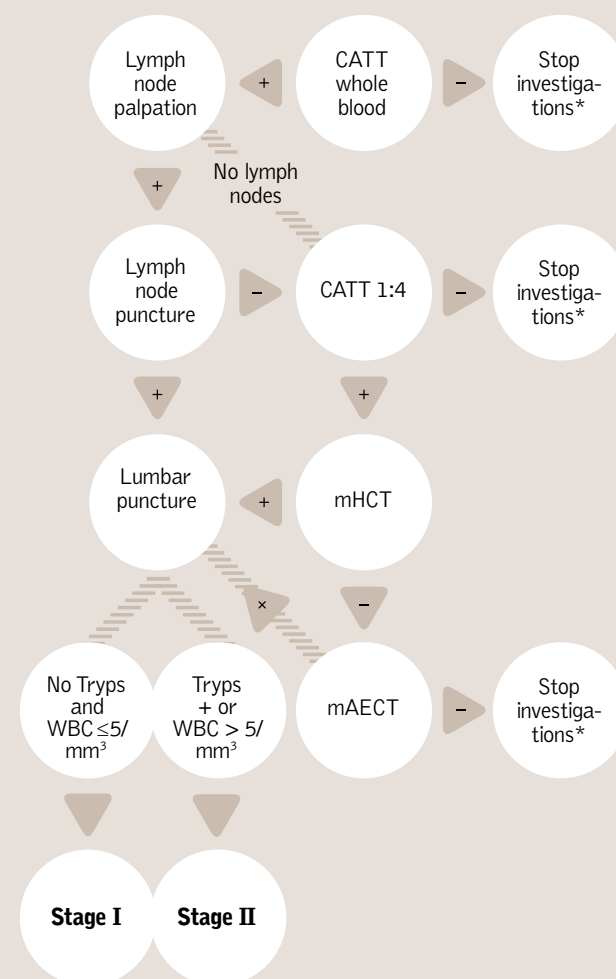 Lymph
node
palpation
+
CATT
whole
blood
–
Stop
investiga-
tions*
No lymph
nodes
+
Lymph
node
puncture
–
CATT 1:4
–
Stop
investiga-
tions*
+
+
Lumbar
puncture
+
mHCT
×
–
No Tryps
and
WBC ≤5/
mm³
Tryps
+ or
WBC > 5/
mm³
mAECT
–
Stop
investiga-
tions*
Stage I
Stage II